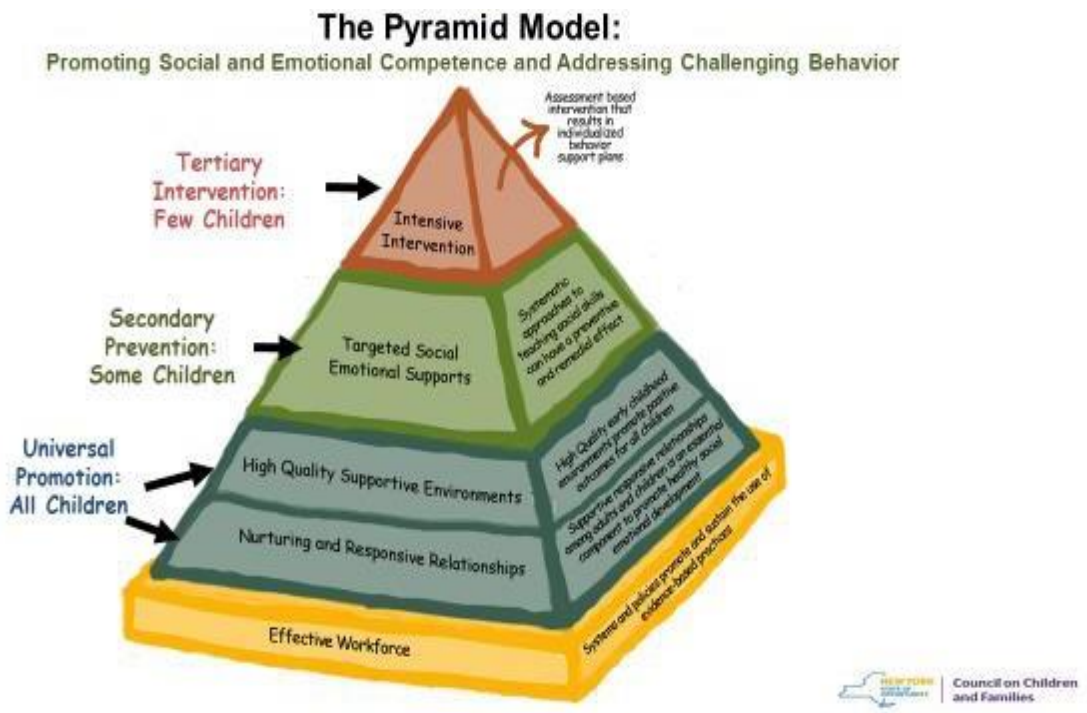 The Pyramid Model:
Promoting Social and Emotional Competence and Addressing Challenging Behavior
Assessment based
intervention that
results in
individualized
behavior
support plans
Tertiary
Intervention:
Few Children
Intensive
Intervention
Systematic
approaches to
teaching social skills
can have a preventive
and remedial effect
Secondary
Prevention:
Some Children
Targeted Social
Emotional Supports
High Quality early childhood
environments promote positive
outcomes for all children
Universal
Promotion:
All Children
High Quality Supportive Environments
Supportive responsive relationships
among adults and children is an essential
component to promote healthy social
emotional development
Nurturing and Responsive Relationships
Systems and policies promote and sustain the use of
evidence-based practices
Effective Workforce
NEW YORK
STATE OF
OPPORTUNITY
Council on Children
and Families